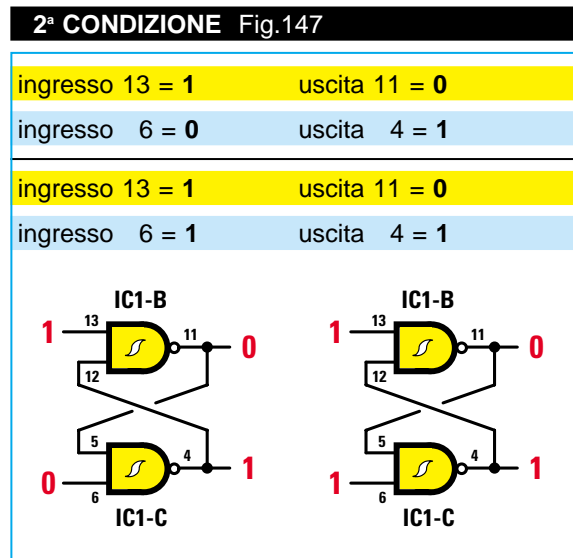 2ª CONDIZIONE Fig.147
ingresso 13 = 1 uscita 11 = 0
ingresso 6 = 0 uscita 4 = 1
ingresso 13 = 1 uscita 11 = 0
ingresso 6 = 1 uscita 4 = 1
IC1-B IC1-B
1 13 11 0 1 13 11 0
12 12
5 4 1 5 4 1
0 6 1 6
IC1-C IC1-C